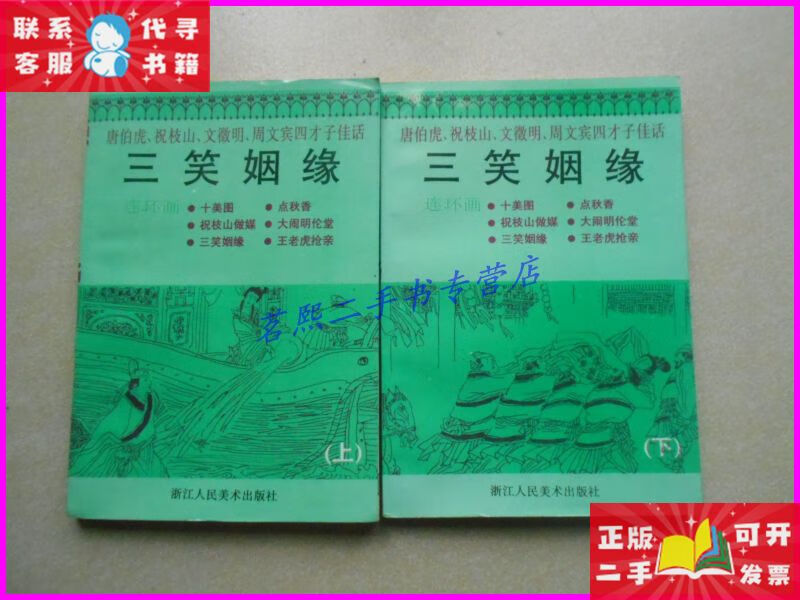 联系 代寻
客服 书籍
唐伯虎、祝枝山、文徵明、周文宾四才子佳话
三笑姻缘
连环画
●十美图 ●点秋香
●祝枝山做媒 ●大闹明伦堂
●三笑姻缘 ●王老虎抢亲
(上)
浙江人民美术出版社
唐伯虎、祝枝山、文徵明、周文宾四才子佳话
三笑姻缘
连环画
●十美图 ●点秋香
●祝枝山做媒 ●大闹明伦堂
●三笑姻缘 ●王老虎抢亲
(下)
浙江人民美术出版社
茗熙二手书专营店
正版 可开
二手 发票